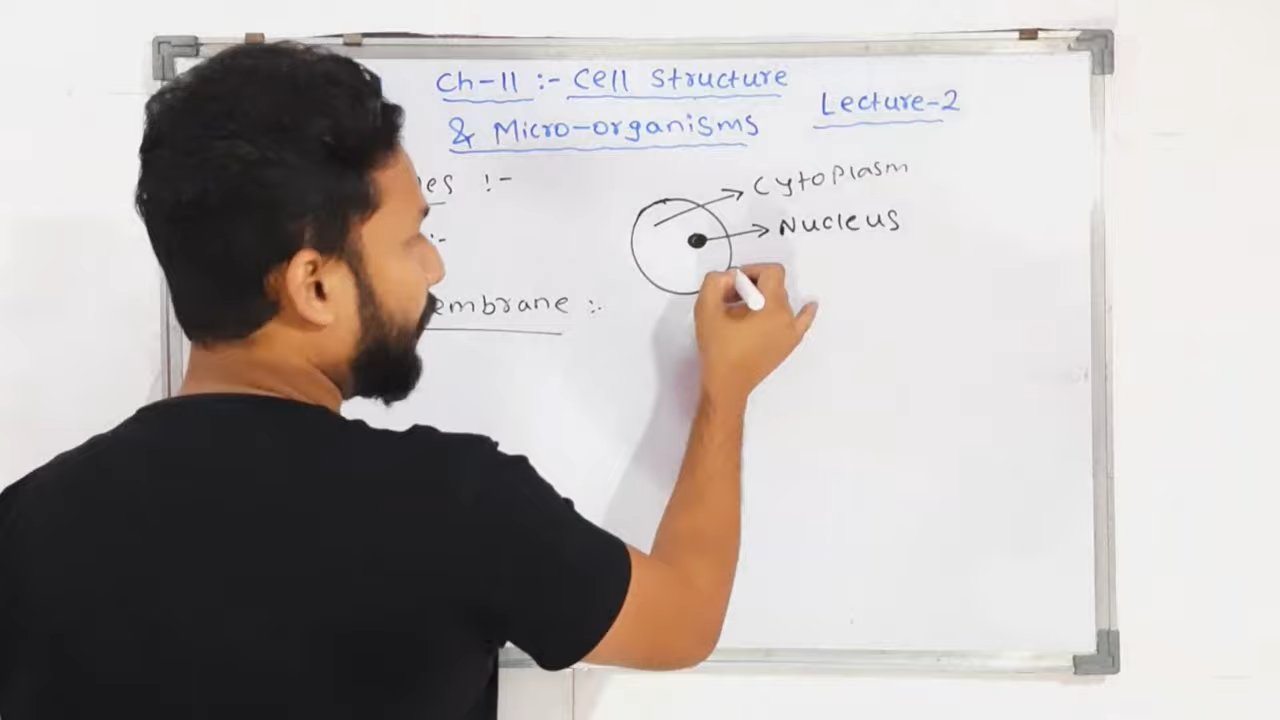 Ch-11 :- Cell Structure
& Micro-organisms
Lecture-2
:-
Cytoplasm
Nucleus
:-
:-